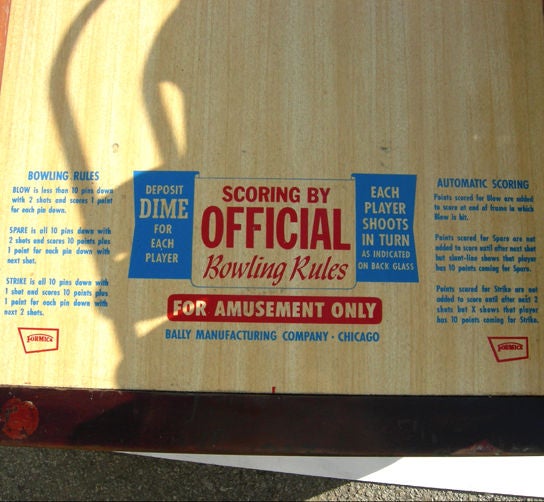 BOWLING RULES
BLOW is less than 10 pins down
with 2 shots and scores 1 point
for each pin down.
SPARE is all 10 pins down with
2 shots and scores 10 points plus
1 point for each pin down with
next shot.
STRIKE is all 10 pins down with
1 shot and scores 10 points plus
1 point for each pin down with
next 2 shots.
FORMICA
DEPOSIT
DIME
FOR
EACH
PLAYER
SCORING BY
OFFICIAL
Bowling Rules
EACH
PLAYER
SHOOTS
IN TURN
AS INDICATED
ON BACK GLASS
FOR AMUSEMENT ONLY
BALLY MANUFACTURING COMPANY · CHICAGO
AUTOMATIC SCORING
Points scored for Blow are added
to score at end of frame in which
Blow is hit.
Points scored for Spare are not
added to score until after next shot
but slant-line shows that player
has 10 points coming for Spare.
Points scored for Strike are not
added to score until after next 2
shots but X shows that player
has 10 points coming for Strike.
FORMICA